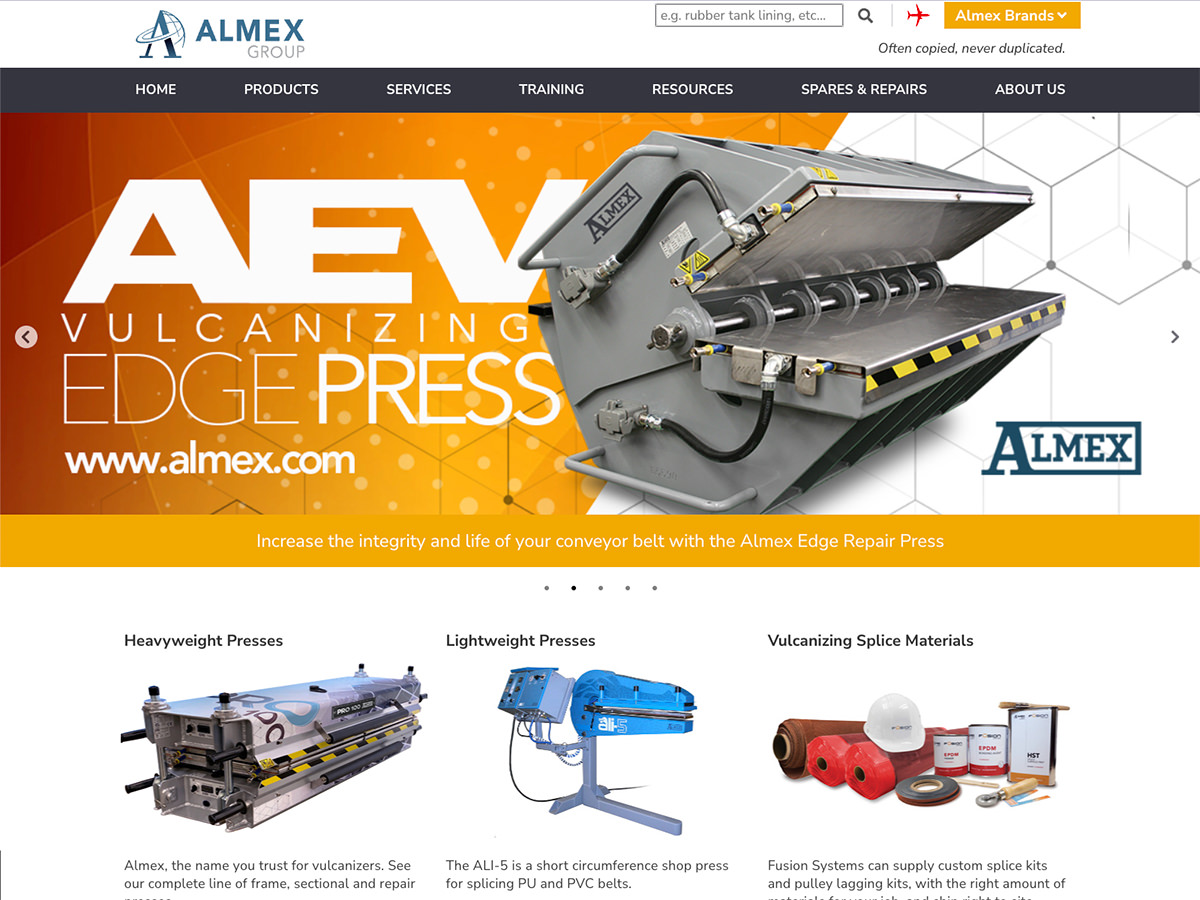 ALMEX
GROUP
e.g. rubber tank lining, etc...
Almex Brands
Often copied, never duplicated.
HOME
PRODUCTS
SERVICES
TRAINING
RESOURCES
SPARES & REPAIRS
ABOUT US
AEV
VULCANIZING
EDGE PRESS
www.almex.com
ALMEX
ALMEX
Increase the integrity and life of your conveyor belt with the Almex Edge Repair Press
Heavyweight Presses
Lightweight Presses
Vulcanizing Splice Materials
PRO 100
ali-5
FUSION
EPDM
FUSION
EPDM
FUSION
HST
Almex, the name you trust for vulcanizers. See
our complete line of frame, sectional and repair
The ALI-5 is a short circumference shop press
for splicing PU and PVC belts.
Fusion Systems can supply custom splice kits
and pulley lagging kits, with the right amount of